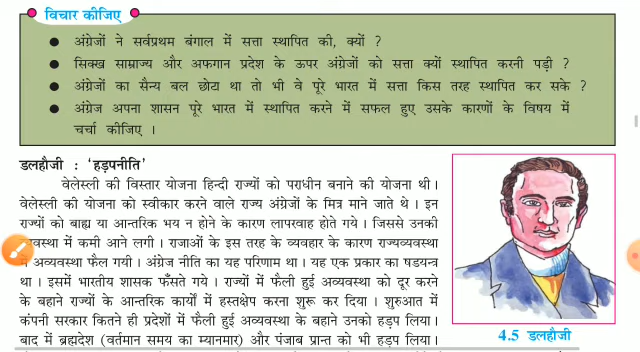 विचार कीजिए
● अंग्रेजों ने सर्वप्रथम बंगाल में सत्ता स्थापित की, क्यों ?
● सिक्ख साम्राज्य और अफगान प्रदेश के ऊपर अंग्रेजों को सत्ता क्यों स्थापित करनी पड़ी ?
● अंग्रेजों का सैन्य बल छोटा था तो भी वे पूरे भारत में सत्ता किस तरह स्थापित कर सके ?
● अंग्रेज अपना शासन पूरे भारत में स्थापित करने में सफल हुए उसके कारणों के विषय में
चर्चा कीजिए ।
डलहौजी : ‘हड़पनीति’
वेलेस्ली की विस्तार योजना हिन्दी राज्यों को पराधीन बनाने की योजना थी ।
वेलेस्ली की योजना को स्वीकार करने वाले राज्य अंग्रेजों के मित्र माने जाते थे । इन
राज्यों को बाह्य या आन्तरिक भय न होने के कारण लापरवाह होते गये । जिससे उनकी
में कमी आने लगी । राजाओं के इस तरह के व्यवहार के कारण राज्यव्यवस्था
अव्यवस्था फैल गयी । अंग्रेज नीति का यह परिणाम था । यह एक प्रकार का षडयन्त्र
था । इसमें भारतीय शासक फँसते गये । राज्यों में फैली हुई अव्यवस्था को दूर करने
के बहाने राज्यों के आन्तरिक कार्यों में हस्तक्षेप करना शुरू कर दिया । शुरुआत में
कंपनी सरकार कितने ही प्रदेशों में फैली हुई अव्यवस्था के बहाने उनको हड़प लिया ।
बाद में ब्रह्मदेश (वर्तमान समय का म्यानमार) और पंजाब प्रान्त को भी हड़प लिया ।
4.5 डलहौजी